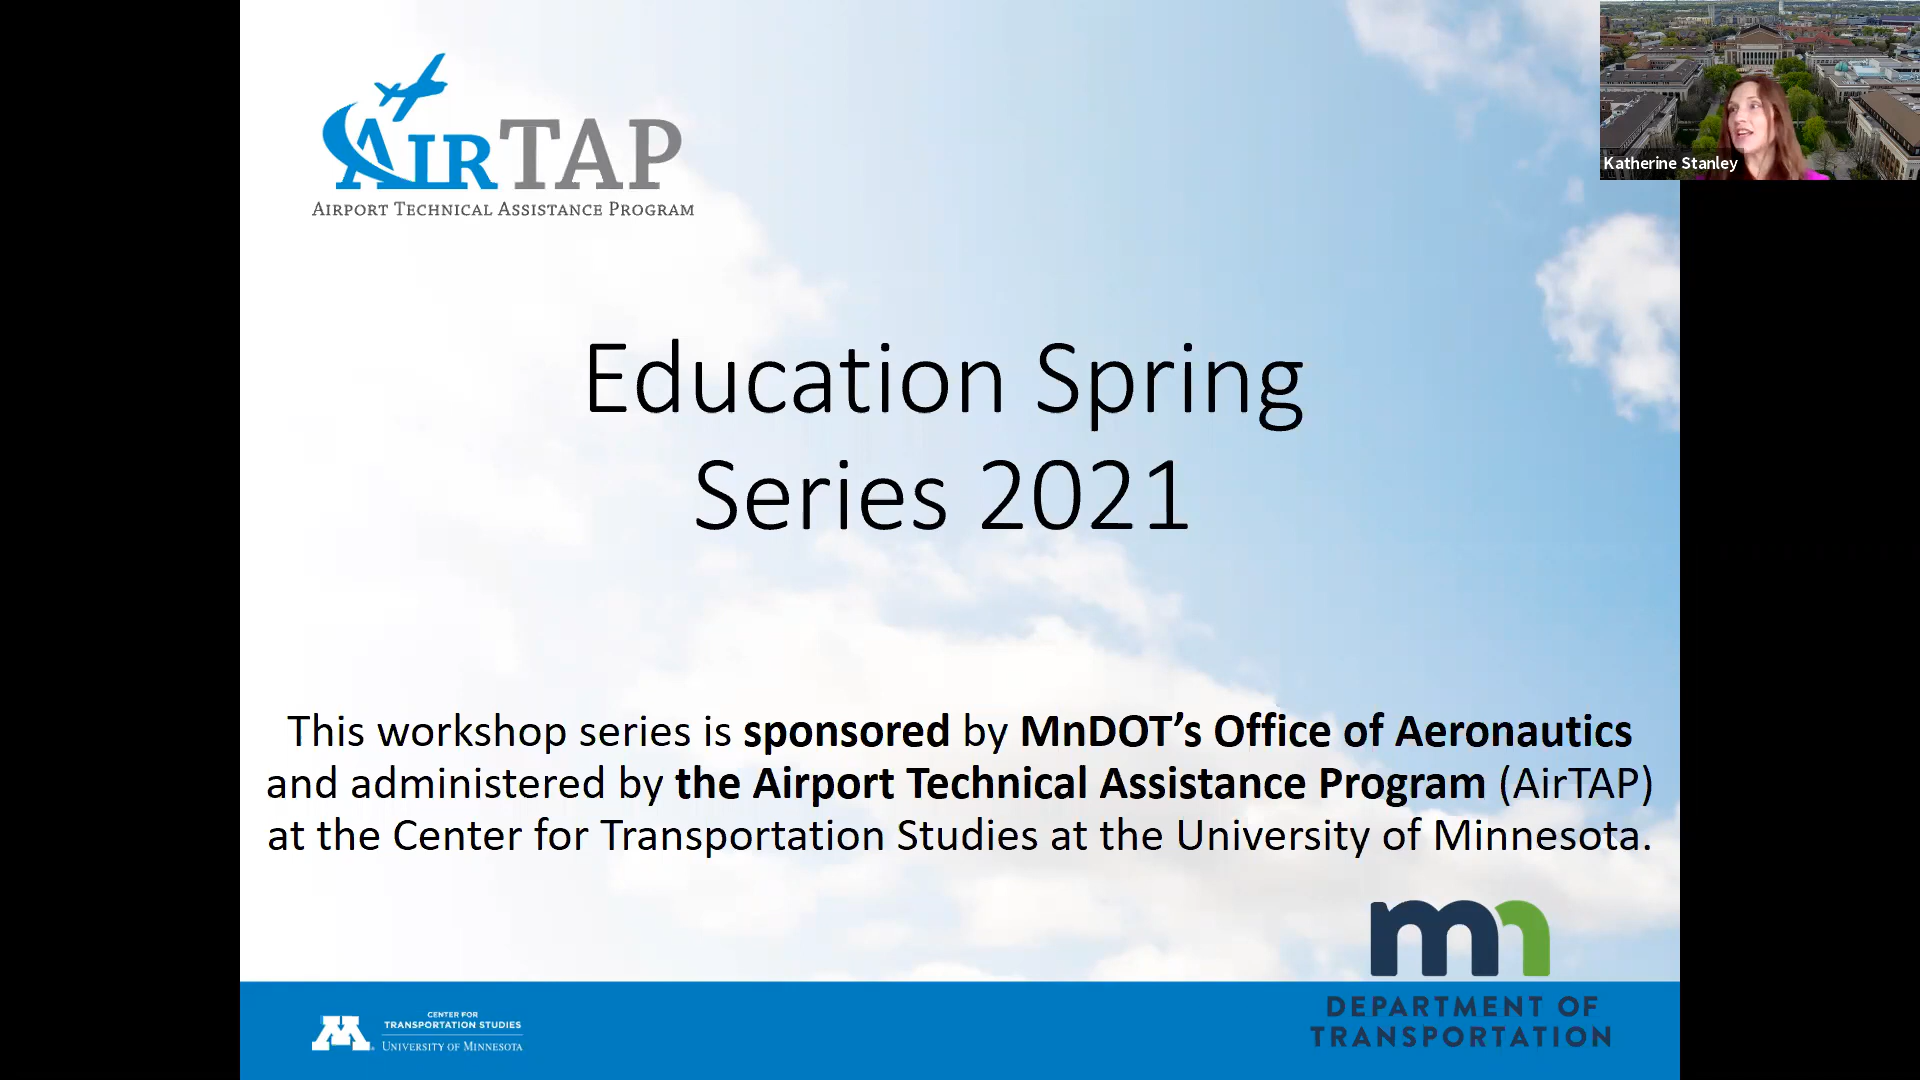 AIRTAP
AIRPORT TECHNICAL ASSISTANCE PROGRAM
Katherine Stanley
Education Spring
Series 2021
This workshop series is sponsored by MnDOT’s Office of Aeronautics
and administered by the Airport Technical Assistance Program (AirTAP)
at the Center for Transportation Studies at the University of Minnesota.
mn
DEPARTMENT OF
TRANSPORTATION
M
CENTER FOR
TRANSPORTATION STUDIES
UNIVERSITY OF MINNESOTA